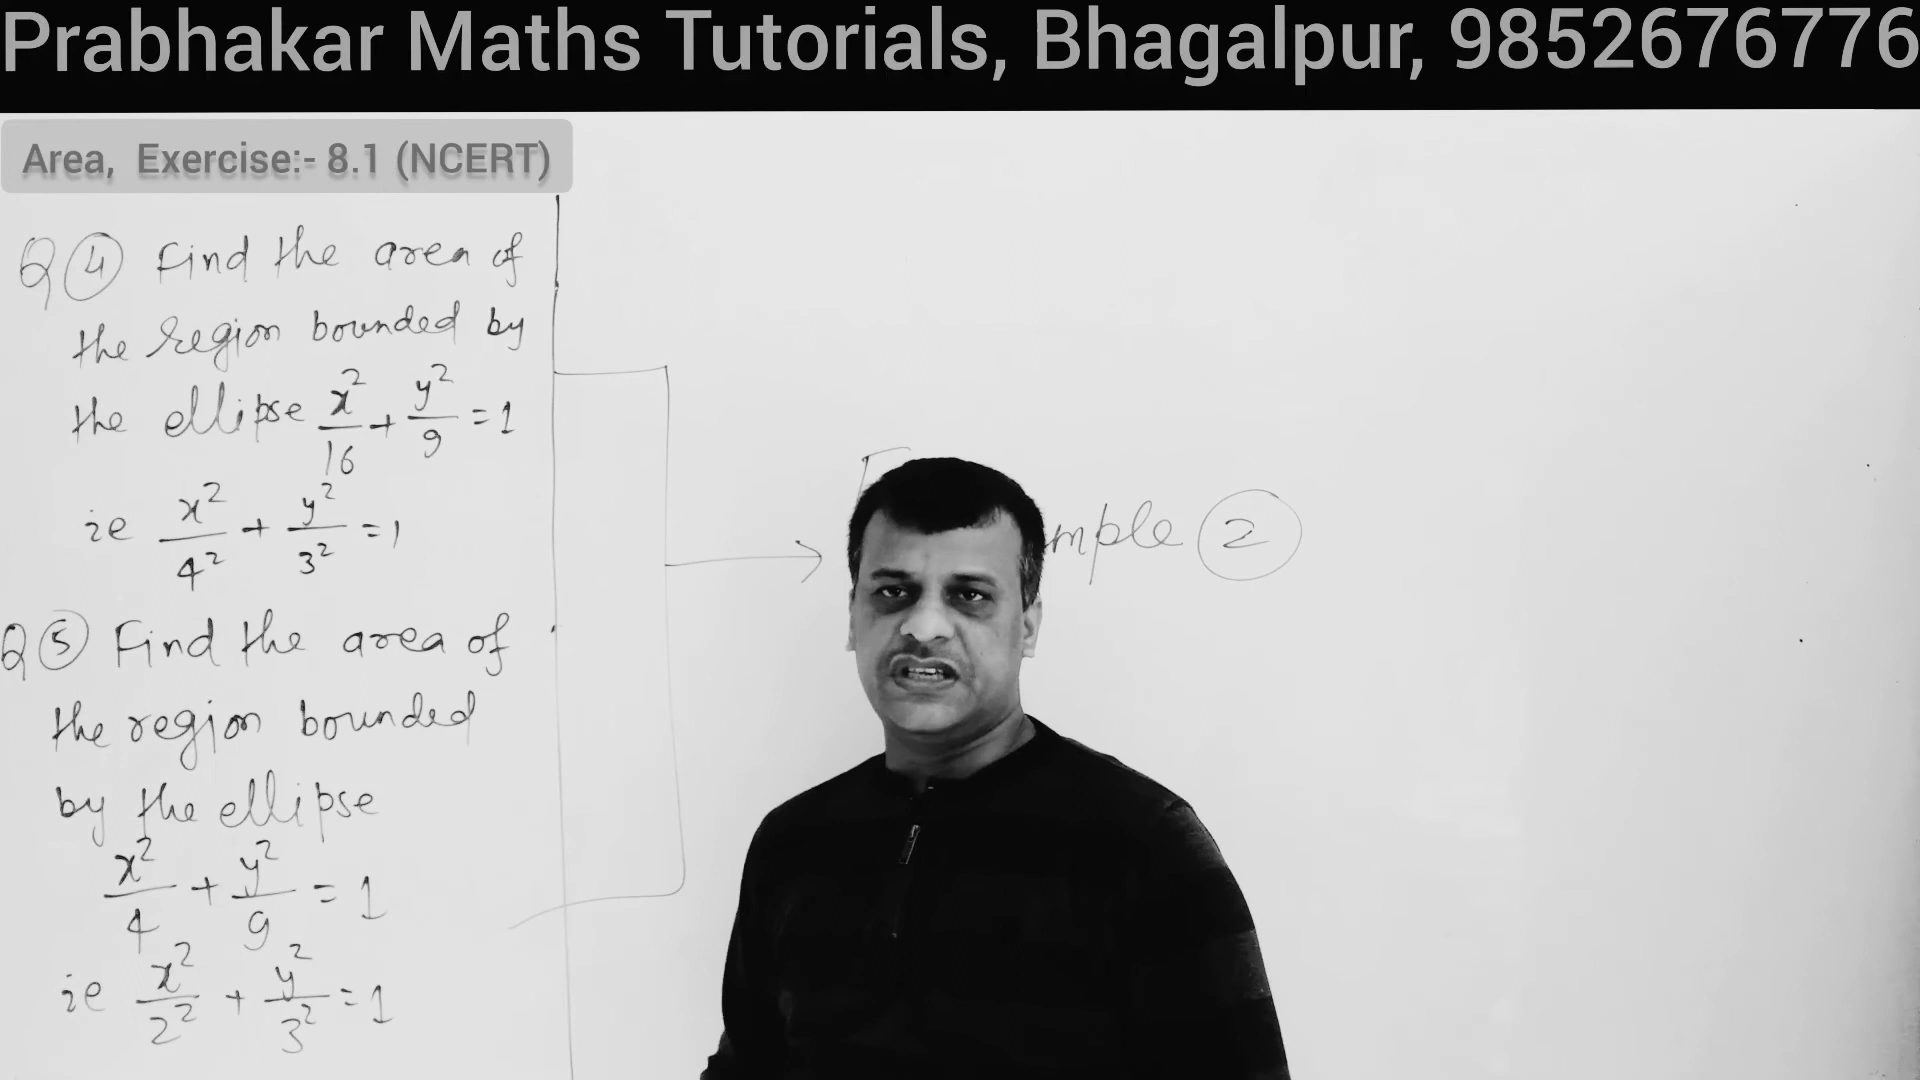 Prabhakar Maths Tutorials, Bhagalpur, 9852676776
Area, Exercise:- 8.1 (NCERT)
Q ④ Find the area of
the region bounded by
the ellipse x²/16 + y²/9 = 1
ie x²/4² + y²/3² = 1
Q ⑤ Find the area of
the region bounded
by the ellipse
x²/4 + y²/9 = 1
ie x²/2² + y²/3² = 1
mple ②